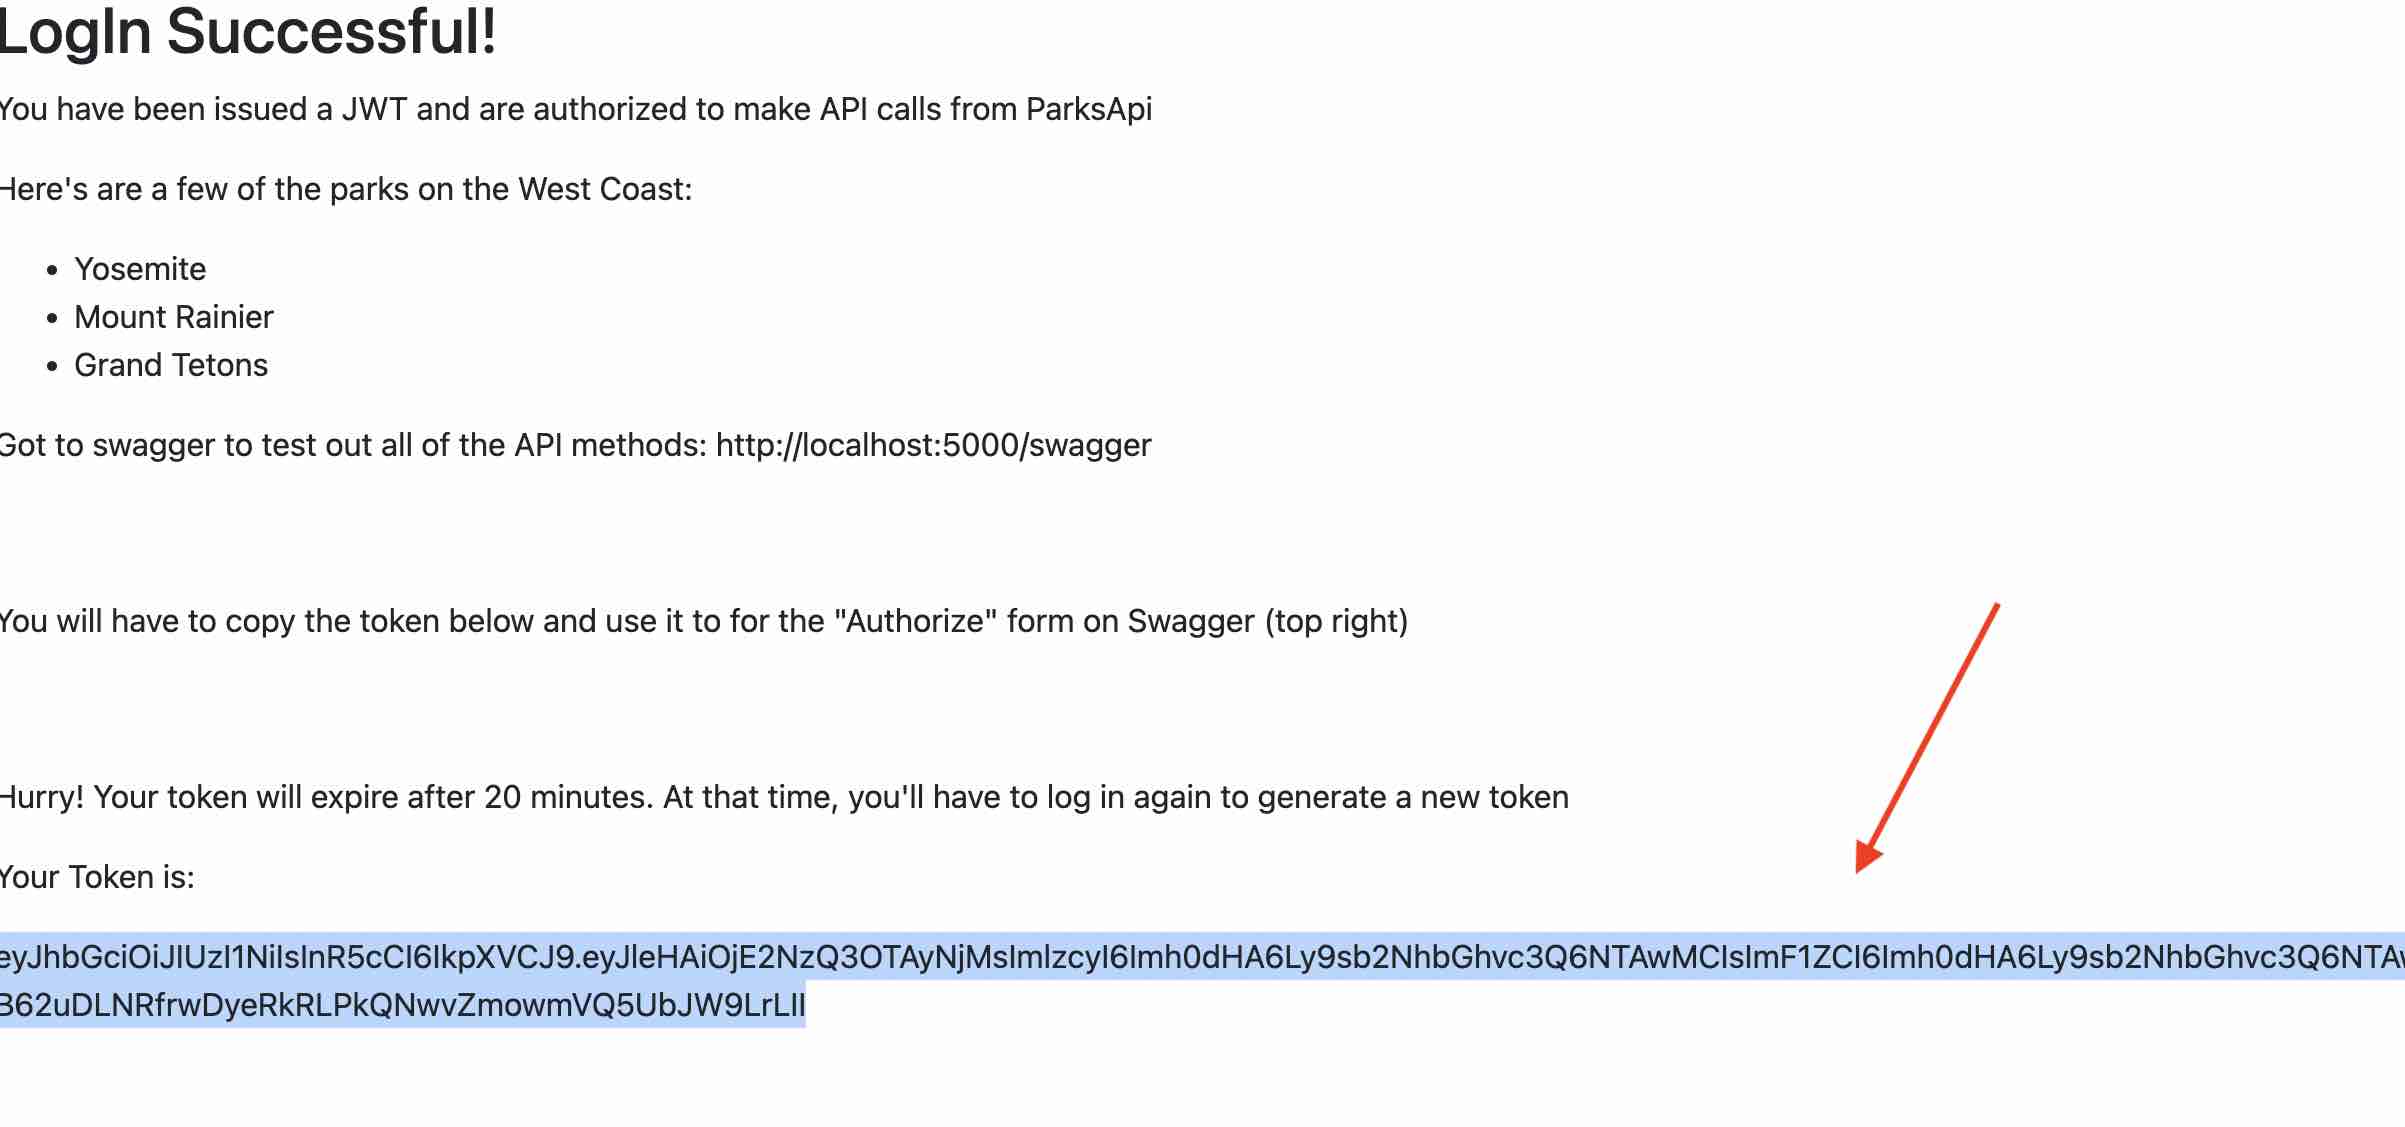 LogIn Successful!
You have been issued a JWT and are authorized to make API calls from ParksApi
Here's are a few of the parks on the West Coast:
• Yosemite
• Mount Rainier
• Grand Tetons
Got to swagger to test out all of the API methods: http://localhost:5000/swagger
You will have to copy the token below and use it to for the "Authorize" form on Swagger (top right)
Hurry! Your token will expire after 20 minutes. At that time, you'll have to log in again to generate a new token
Your Token is:
eyJhbGciOiJIUzI1NiIsInR5cCI6IkpXVCJ9.eyJleHAiOjE2NzQ3OTAyNjMsImlzcyI6Imh0dHA6Ly9sb2NhbGhvc3Q6NTAwMCIsImF1ZCI6Imh0dHA6Ly9sb2NhbGhvc3Q6NTAw
B62uDLNRfrwDyeRkRLPkQNwvZmowmVQ5UbJW9LrLlI